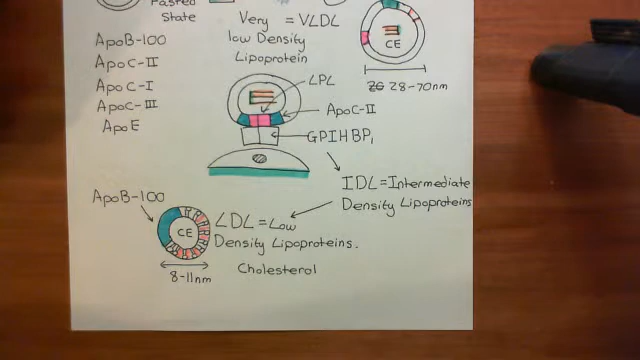 Fasted
State
ApoB-100
ApoC-II
ApoC-I
ApoC-III
ApoE
Very = VLDL
low Density
Lipoprotein
CE
28-70nm
LPL
ApoC-II
GPIHBP1
IDL = Intermediate
Density Lipoproteins
ApoB-100
CE
8-11nm
LDL = Low
Density Lipoproteins.
Cholesterol